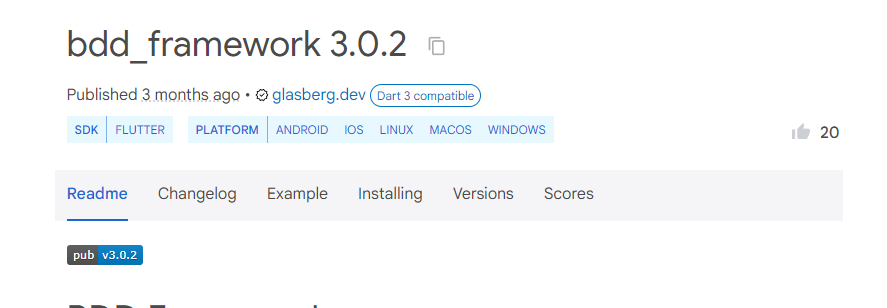 bdd_framework 3.0.2
Published 3 months ago • glasberg.dev Dart 3 compatible
SDK FLUTTER PLATFORM ANDROID IOS LINUX MACOS WINDOWS
20
Readme Changelog Example Installing Versions Scores
pub v3.0.2